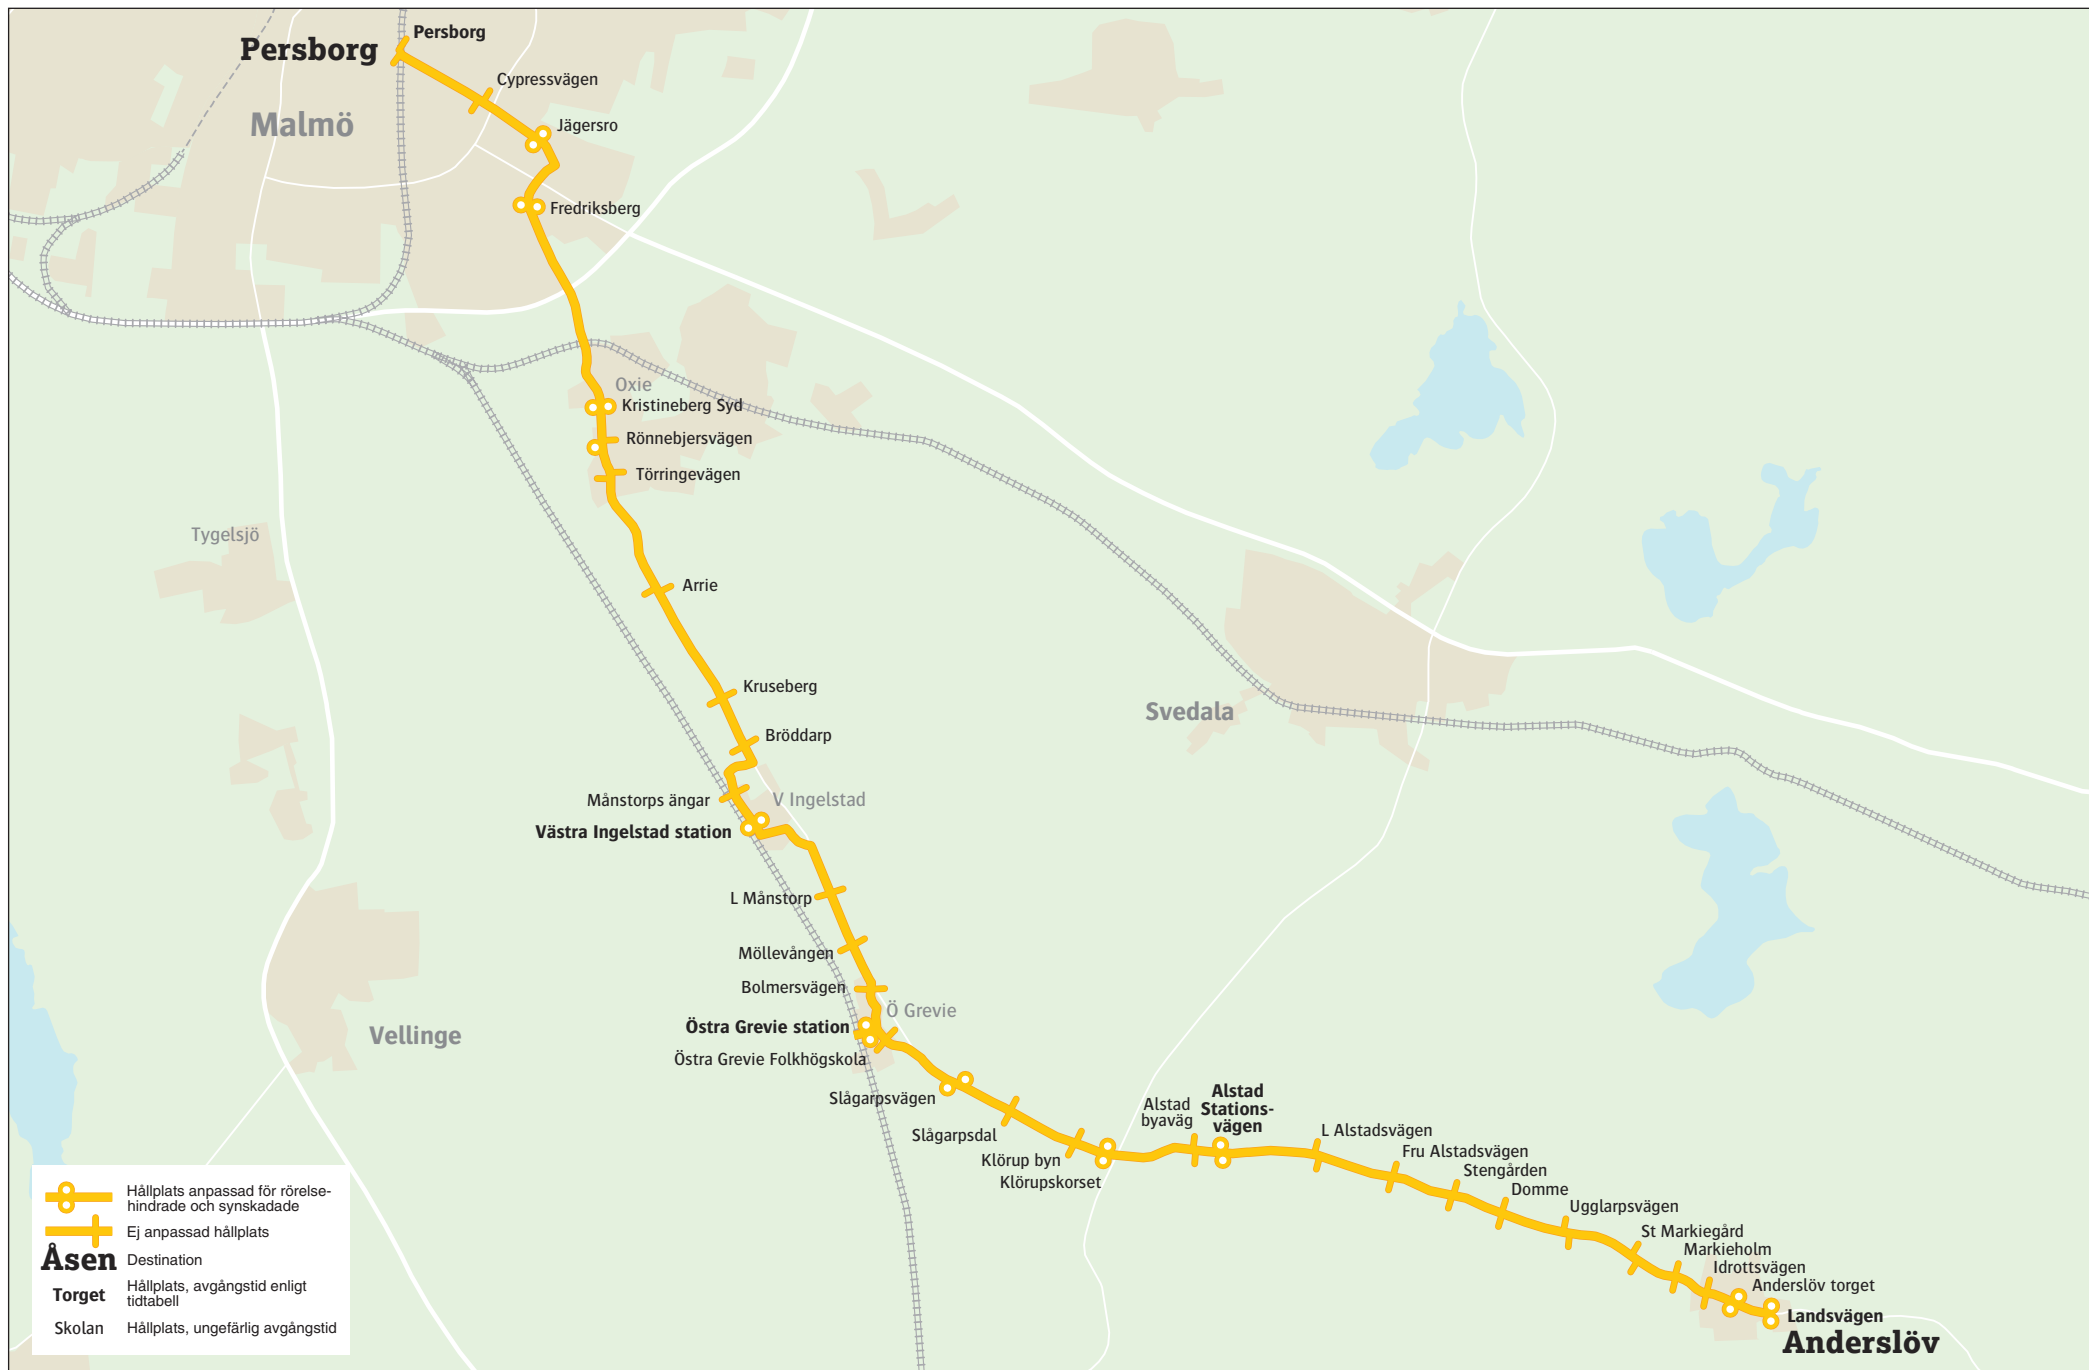 Persborg
Persborg
Cypressvägen
Malmö
Jägersro
Fredriksberg
Oxie
Kristineberg Syd
Rönnebjersvägen
Törringevägen
Tygelsjö
Arrie
Kruseberg
Svedala
Bröddarp
Månstorps ängar
V Ingelstad
Västra Ingelstad station
L Månstorp
Möllevången
Bolmersvägen
Ö Grevie
Östra Grevie station
Vellinge
Östra Grevie Folkhögskola
Slågarpsvägen
Slågarpsdal
Klörup byn
Klörupskorset
Alstad
byaväg
Alstad
Stations-
vägen
L Alstadsvägen
Fru Alstadsvägen
Stengården
Domme
Ugglarpsvägen
St Markiegård
Markieholm
Idrottsvägen
Anderslöv torget
Landsvägen
Anderslöv
Hållplats anpassad för rörelse-
hindrade och synskadade
Ej anpassad hållplats
Åsen Destination
Torget Hållplats, avgångstid enligt
tidtabell
Skolan Hållplats, ungefärlig avgångstid